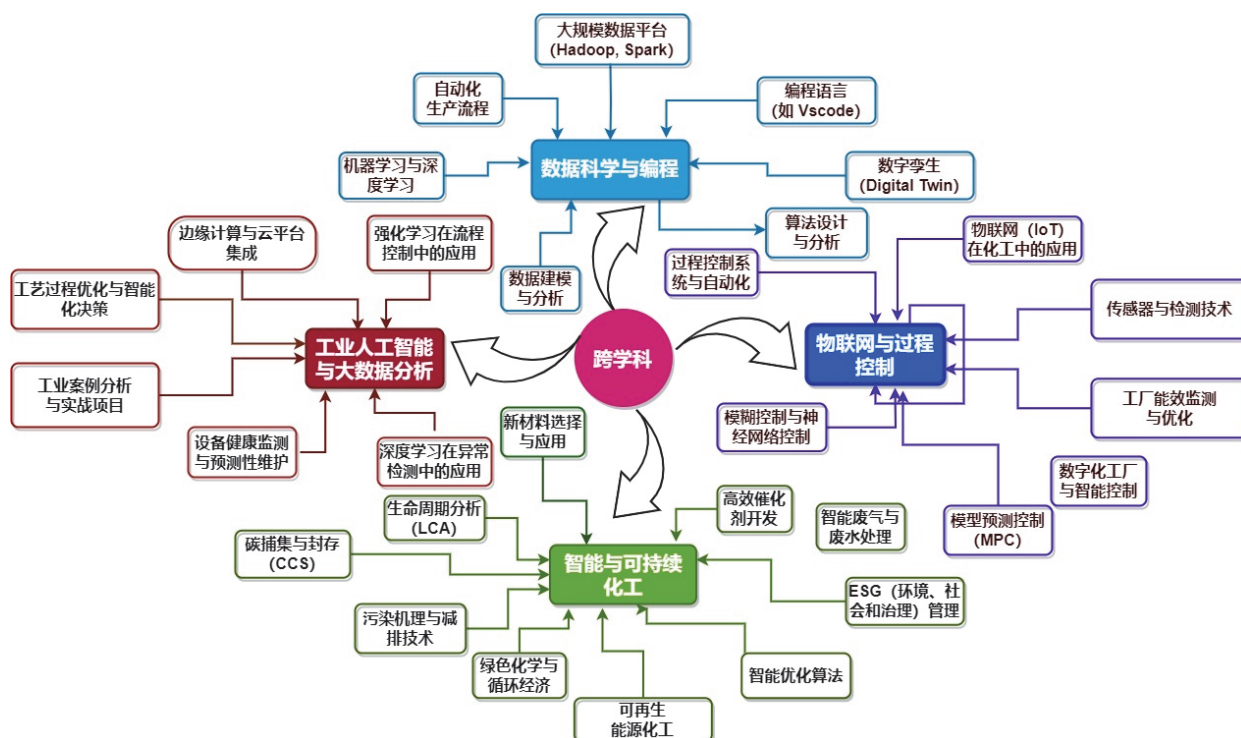 大规模数据平台
(Hadoop, Spark)
自动化
生产流程
编程语言
(如 Vscode)
机器学习与深
度学习
数据科学与编程
数字孪生
(Digital Twin)
数据建模
与分析
算法设计
与分析
边缘计算与云平台
集成
强化学习在流程
控制中的应用
工艺过程优化与智能
化决策
工业人工智能
与大数据分析
工业案例分析
与实战项目
设备健康监测
与预测性维护
深度学习在异常
检测中的应用
跨学科
过程控制系
统与自动化
物联网（IoT)
在化工中的应用
传感器与检测技术
物联网与过程
控制
工厂能效监测
与优化
模糊控制与神
经网络控制
数字化工厂
与智能控制
模型预测控制
（MPC）
新材料选择
与应用
高效催化
剂开发
智能废气与
废水处理
生命周期分析
(LCA)
碳捕集与封存
(CCS)
智能与可持续
化工
ESG（环境、社
会和治理）管理
污染机理与减
排技术
绿色化学与
循环经济
可再生
能源化工
智能优化算法